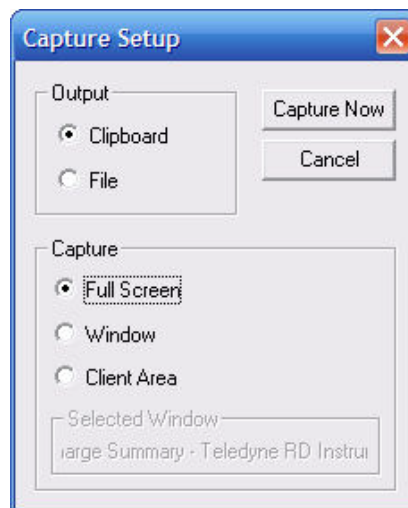 Capture Setup
Output
Clipboard
File
Capture Now
Cancel
Capture
Full Screen
Window
Client Area
Selected Window
Summary - Teledyne RD